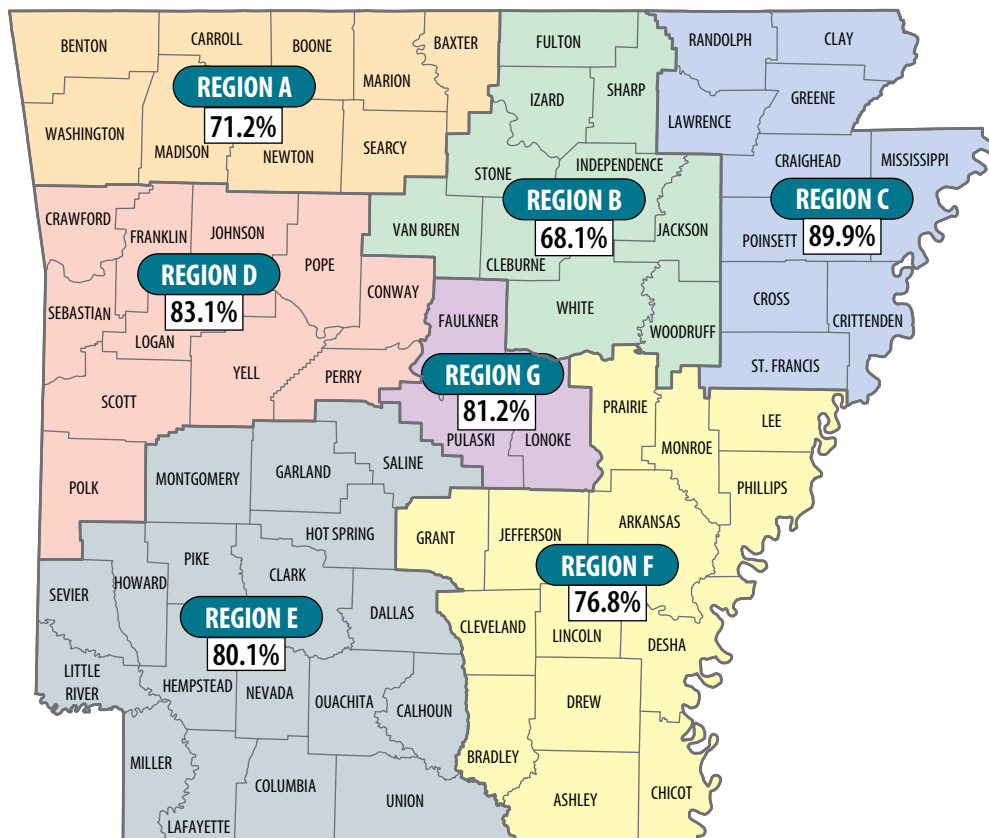 BENTON
CARROLL
BOONE
BAXTER
MARION
REGION A
71.2%
WASHINGTON
MADISON
NEWTON
SEARCY
FULTON
SHARP
IZARD
STONE
INDEPENDENCE
REGION B
68.1%
VAN BUREN
CLEBURNE
JACKSON
WHITE
WOODRUFF
RANDOLPH
CLAY
GREENE
LAWRENCE
CRAIGHEAD
MISSISSIPPI
REGION C
89.9%
POINSETT
CROSS
CRITTENDEN
ST. FRANCIS
CRAWFORD
FRANKLIN
JOHNSON
POPE
REGION D
83.1%
CONWAY
SEBASTIAN
LOGAN
YELL
PERRY
SCOTT
POLK
FAULKNER
REGION G
81.2%
PULASKI
LONOKE
MONTGOMERY
GARLAND
SALINE
HOT SPRING
PIKE
CLARK
SEVIER
HOWARD
DALLAS
REGION E
80.1%
LITTLE
RIVER
HEMPSTEAD
NEVADA
OUACHITA
CALHOUN
MILLER
COLUMBIA
UNION
LAFAYETTE
PRAIRIE
MONROE
LEE
PHILLIPS
GRANT
JEFFERSON
ARKANSAS
REGION F
76.8%
CLEVELAND
LINCOLN
DESHA
DREW
BRADLEY
ASHLEY
CHICOT